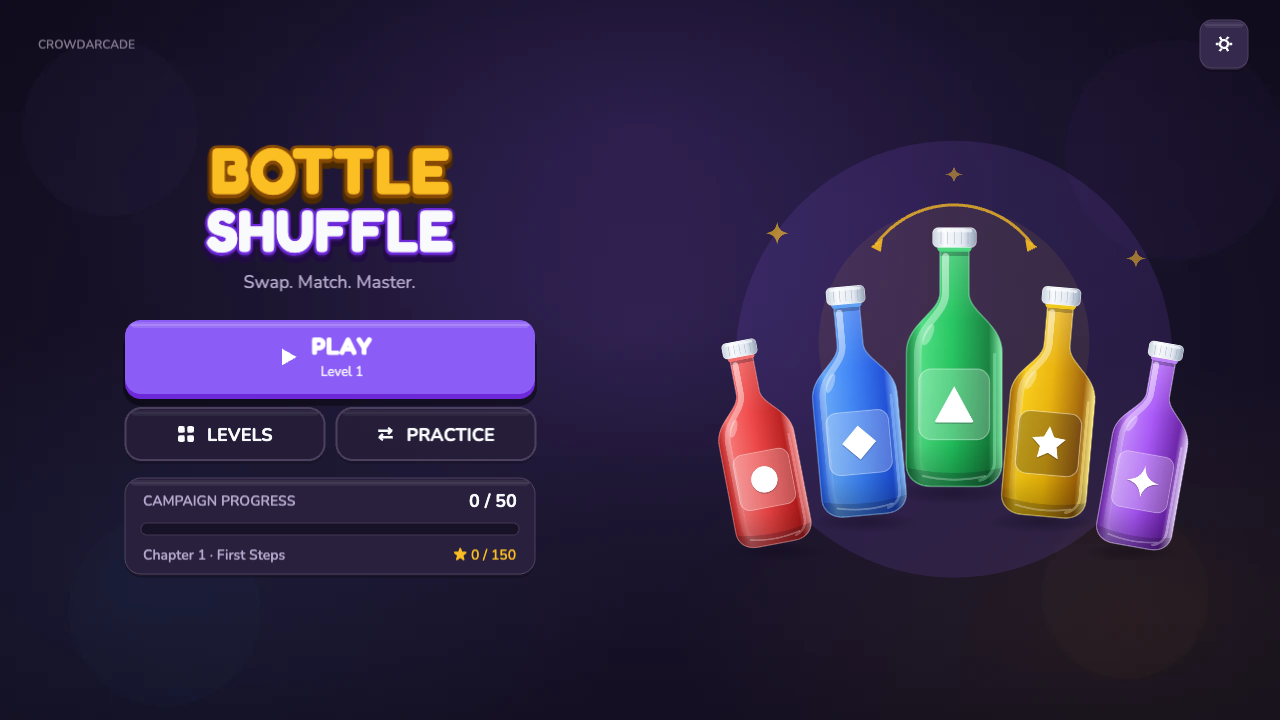 CROWDARCADE
BOTTLE
SHUFFLE
Swap. Match. Master.
PLAY
Level 1
LEVELS
PRACTICE
CAMPAIGN PROGRESS
0 / 50
Chapter 1 · First Steps
0 / 150